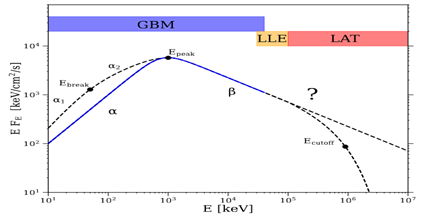 GBM
LLE
LAT
E F_E [keV/cm²/s]
10⁴
10³
10²
10¹
E_peak
E_break
α₂
α₁
α
β
?
E_cutoff
10¹
10²
10³
10⁴
10⁵
10⁶
10⁷
E [keV]